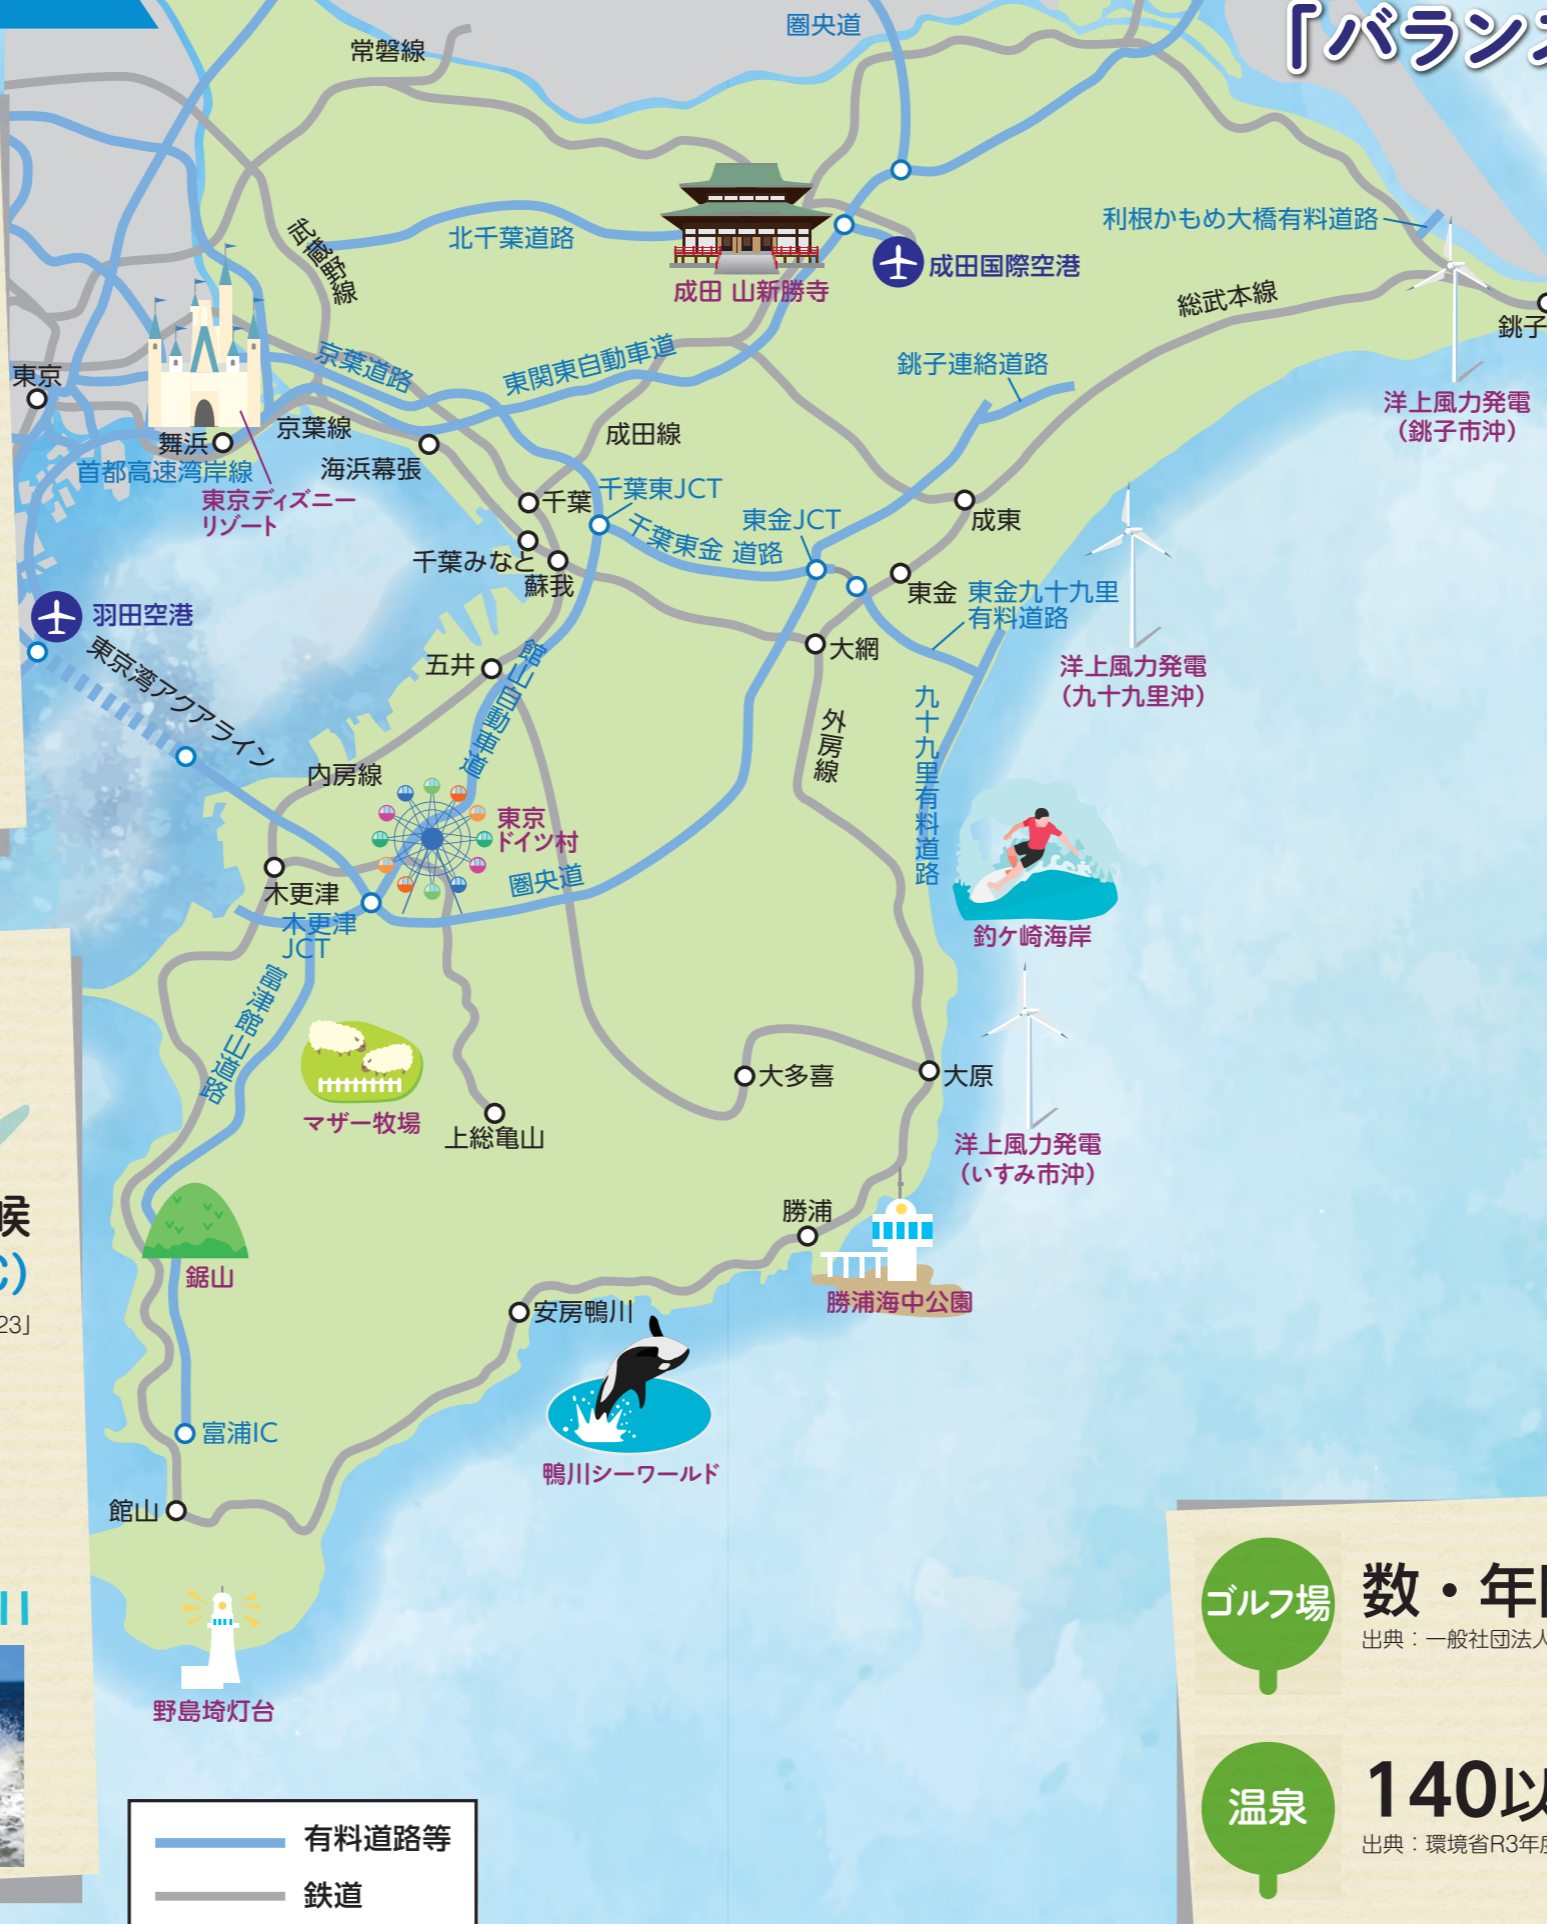 「バランス
常磐線
圏央道
利根かもめ大橋有料道路
武蔵野線
北千葉道路
成田国際空港
成田 山新勝寺
総武本線
銚子
京葉道路
東関東自動車道
銚子連絡道路
東京
洋上風力発電
(銚子市沖)
京葉線
舞浜
成田線
首都高速湾岸線
海浜幕張
東京ディズニー
リゾート
千葉
千葉東JCT
千葉東金 道路
東金JCT
成東
千葉みなと
蘇我
東金
東金九十九里
有料道路
羽田空港
東京湾アクアライン
五井
館山自動車道
大網
洋上風力発電
(九十九里沖)
九十九里有料道路
外房線
内房線
東京
ドイツ村
圏央道
木更津
木更津
JCT
釣ケ崎海岸
富津館山道路
マザー牧場
上総亀山
大多喜
大原
洋上風力発電
(いすみ市沖)
候
C)
23」
勝浦
鋸山
勝浦海中公園
安房鴨川
富浦IC
鴨川シーワールド
館山
野島埼灯台
ゴルフ場
数・年
出典:一般社団法人
温泉
140以
出典:環境省R3年度
有料道路等
鉄道